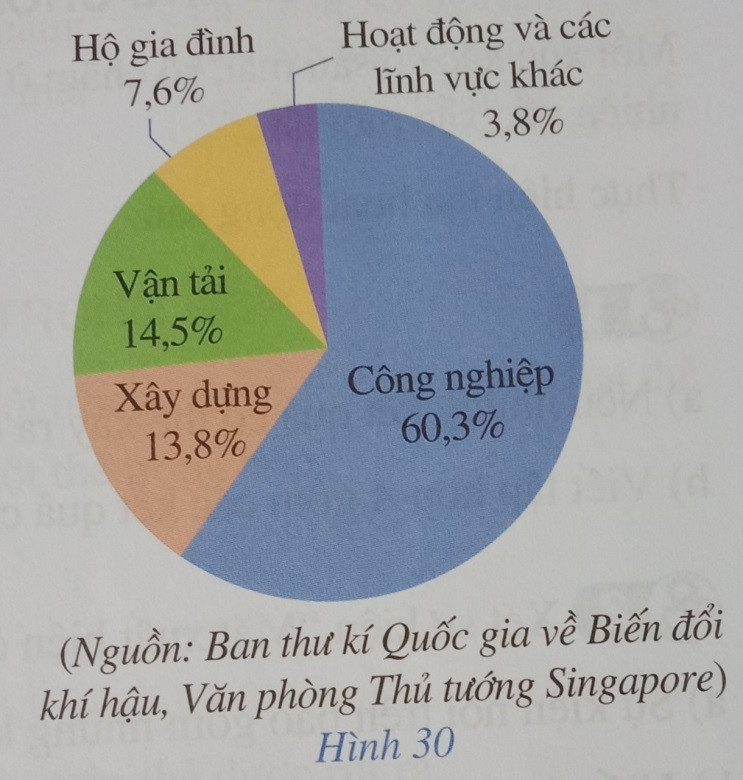 Hộ gia đình
7,6%
Hoạt động và các
lĩnh vực khác
3,8%
Vận tải
14,5%
Công nghiệp
60,3%
Xây dựng
13,8%
(Nguồn: Ban thư kí Quốc gia về Biến đổi
khí hậu, Văn phòng Thủ tướng Singapore)
Hình 30